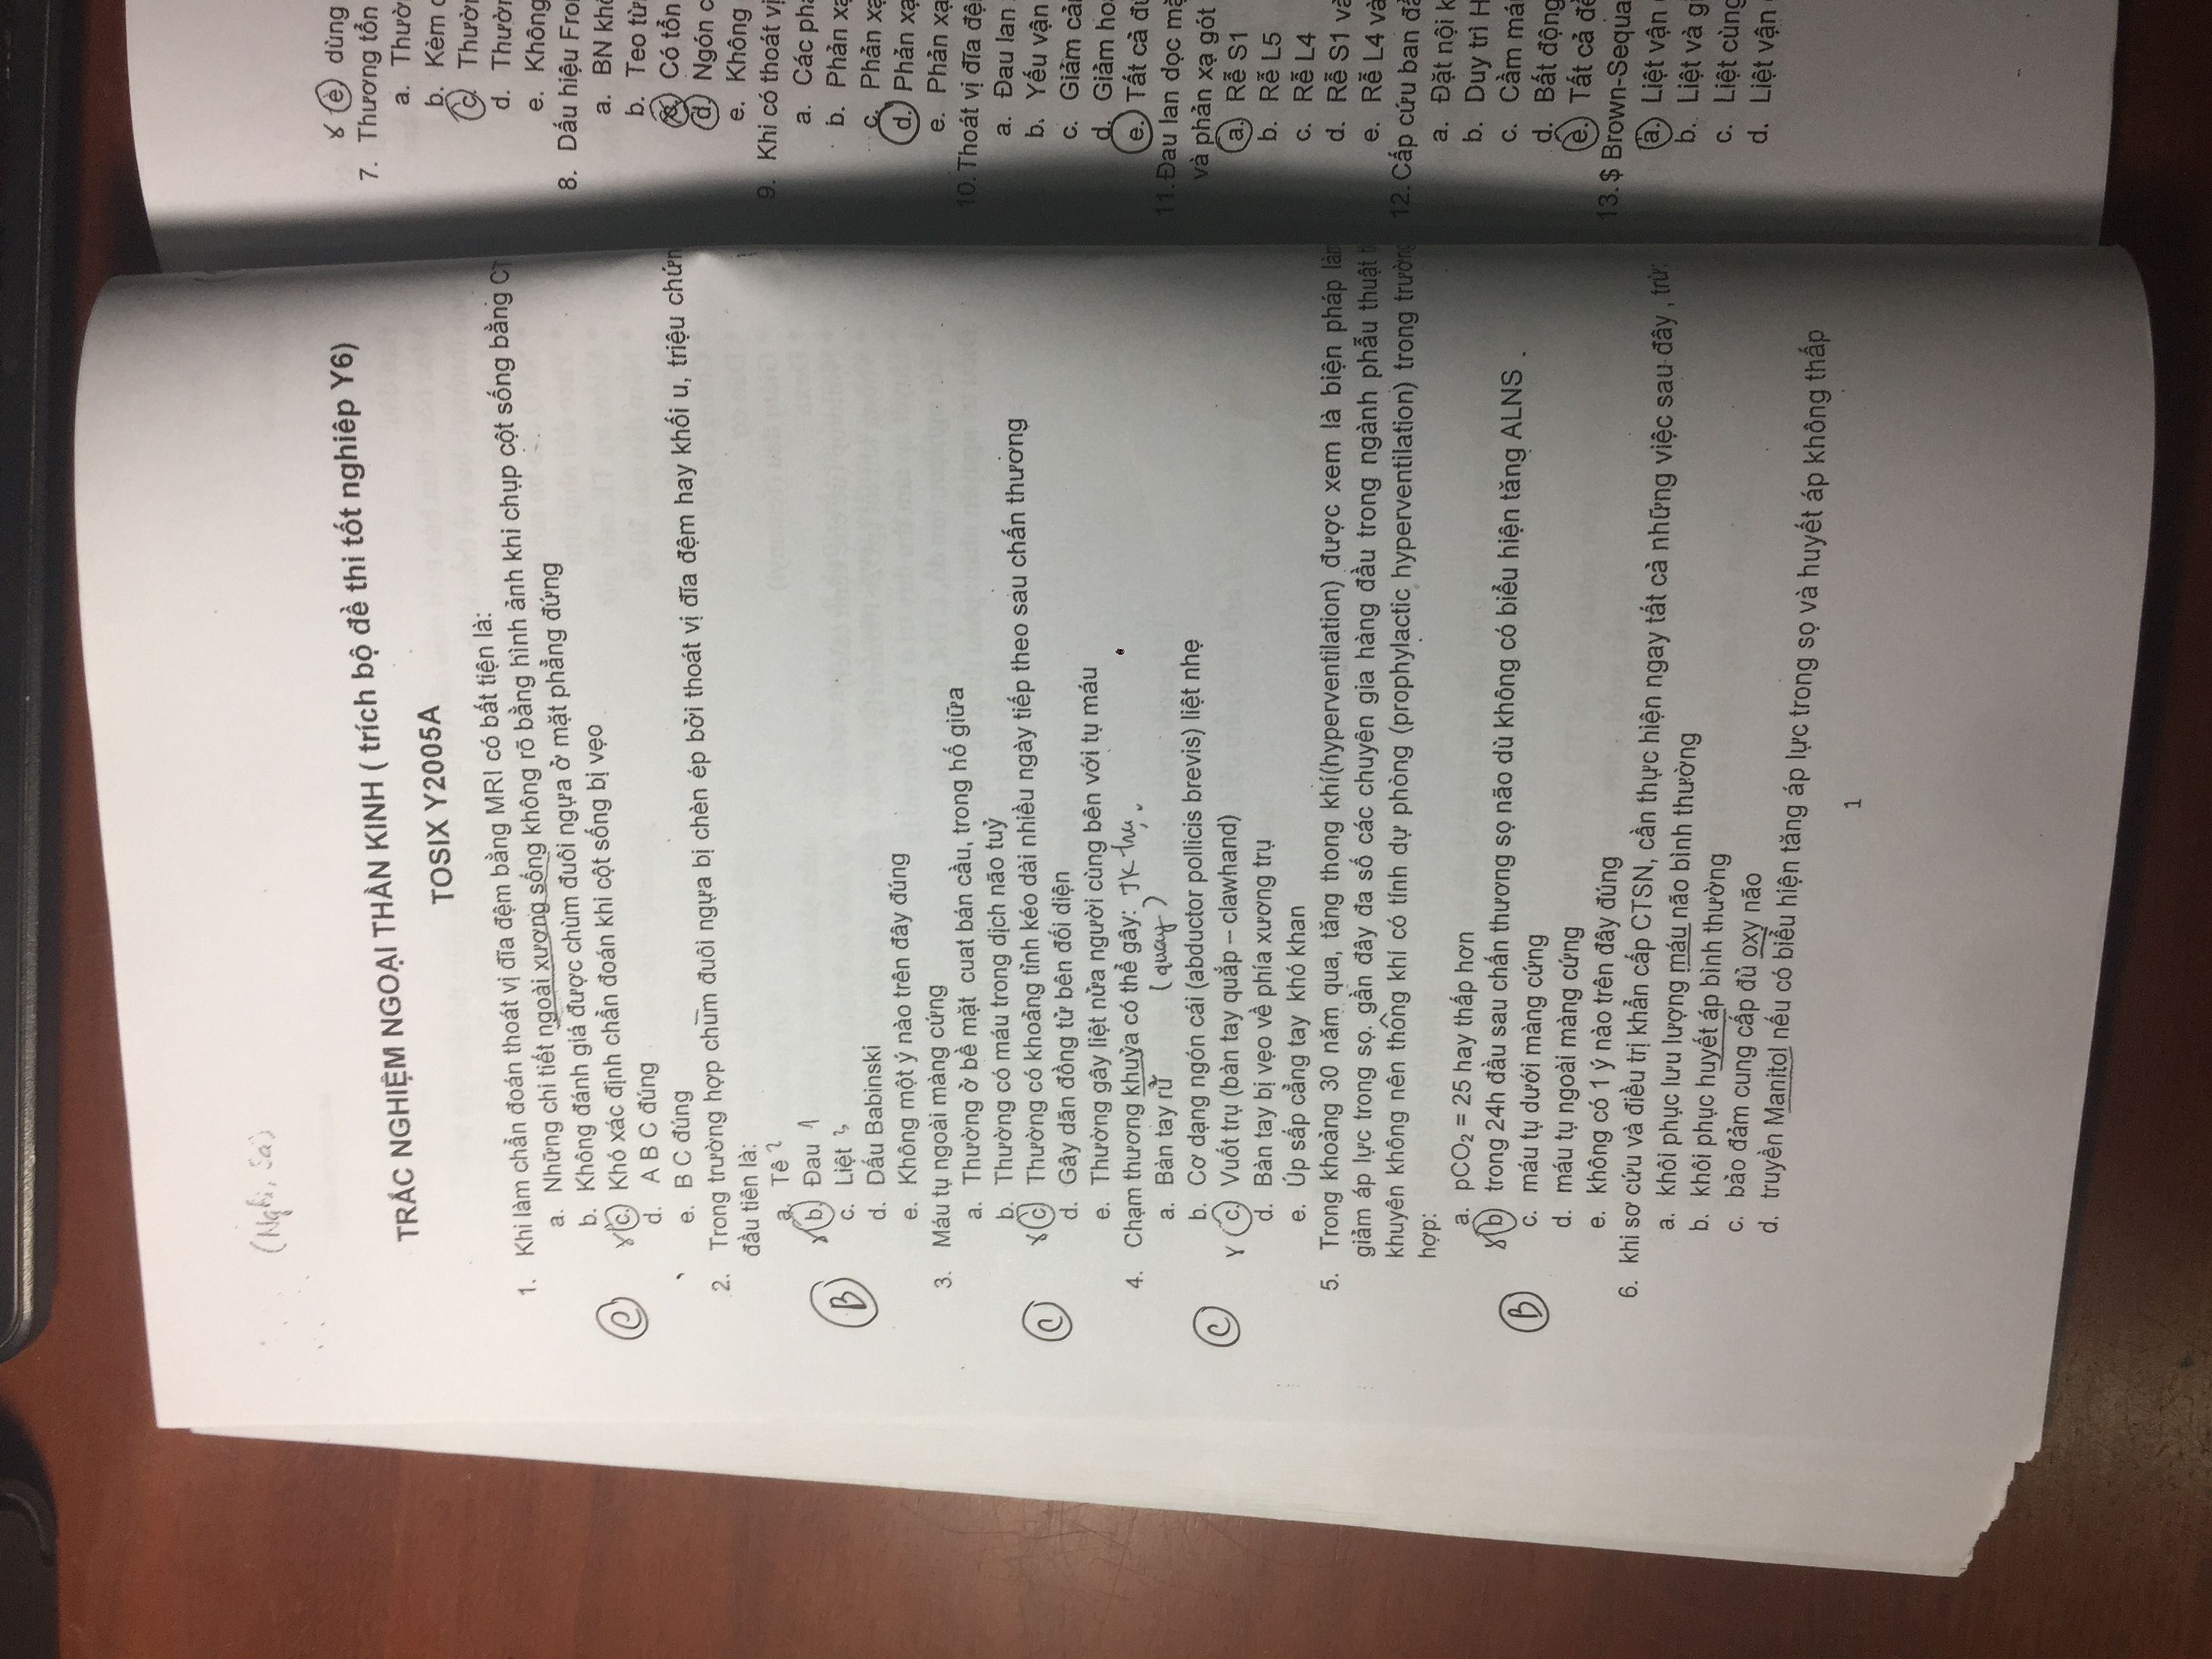 (Nghi, Sa)
TRẮC NGHIỆM NGOẠI THẦN KINH ( trích bộ đề thi tốt nghiêp Y6)
TOSIX Y2005A
1. Khi làm chẩn đoán thoát vị đĩa đệm bằng MRI có bất tiện là:
a. Những chi tiết ngoài xương sống không rõ bằng hình ảnh khi chụp cột sống bằng CT
b. Không đánh giá được chùm đuôi ngựa ở mặt phẳng đứng
c. Khó xác định chẩn đoán khi cột sống bị vẹo
C
d. A B C đúng
e. B C đúng
2. Trong trường hợp chum đuôi ngựa bị chèn ép bởi thoát vị đĩa đệm hay khối u, triệu chứn
đầu tiên là:
a. Tê 2
b. Đau 1
B
c. Liệt 3
d. Dấu Babinski
e. Không một ý nào trên đây đúng
3. Máu tụ ngoài màng cứng
a. Thường ở bề mặt cuat bán cầu, trong hố giữa
b. Thường có máu trong dịch não tuỷ
C
c. Thường có khoảng tỉnh kéo dài nhiều ngày tiếp theo sau chấn thương
d. Gây dãn đồng tử bên đối diện
e. Thường gây liệt nửa người cùng bên với tụ máu
4. Chạm thương khuỷa có thể gây: TK trụ
a. Bàn tay rũ (quay)
b. Cơ dạng ngón cái (abductor pollicis brevis) liệt nhẹ
C
c. Vuốt trụ (bàn tay quắp – clawhand)
d. Bàn tay bị vẹo về phía xương trụ
e. Úp sấp cẳng tay khó khan
5. Trong khoảng 30 năm qua, tăng thong khí(hyperventilation) được xem là biện pháp làm
giảm áp lực trong sọ. gần đây đa số các chuyên gia hàng đầu trong ngành phẫu thuật
khuyên không nên thông khí có tính dự phòng (prophylactic hyperventilation) trong trường
hợp:
a. pCO₂ = 25 hay thấp hơn
b. trong 24h đầu sau chấn thương sọ não dù không có biểu hiện tăng ALNS .
B
c. máu tụ dưới màng cứng
d. máu tụ ngoài màng cứng
e. không có 1 ý nào trên đây đúng
6. khi sơ cứu và điều trị khẩn cấp CTSN, cần thực hiện ngay tất cả những việc sau đây , trừ:
a. khôi phục lưu lượng máu não bình thường
b. khôi phục huyết áp bình thường
c. bảo đảm cung cấp đủ oxy não
d. truyền Manitol nếu có biểu hiện tăng áp lực trong sọ và huyết áp không thấp
1
e. dùng
7. Thương tổn
a. Thườ
b. Kèm
c. Thườn
d. Thườn
e. Không
8. Dấu hiệu Fro
a. BN khô
b. Teo từ
c. Có tổn
d. Ngón c
e. Không
9. Khi có thoát vị
a. Các phả
b. Phản xạ
c. Phản xạ
d. Phản xạ
e. Phản xạ
10. Thoát vị đĩa đệ
a. Đau lan
b. Yếu vận
c. Giảm cả
d. Giảm ho
e. Tất cả đ
11. Đau lan dọc mặ
và phản xạ gót
a. Rễ S1
b. Rễ L5
c. Rễ L4
d. Rễ S1 và
e. Rễ L4 và
12. Cấp cứu ban đầ
a. Đặt nội k
b. Duy trì H
c. Cầm má
d. Bất động
e. Tất cả đề
13. $ Brown-Sequa
a. Liệt vận
b. Liệt và g
c. Liệt cùng
d. Liệt vận